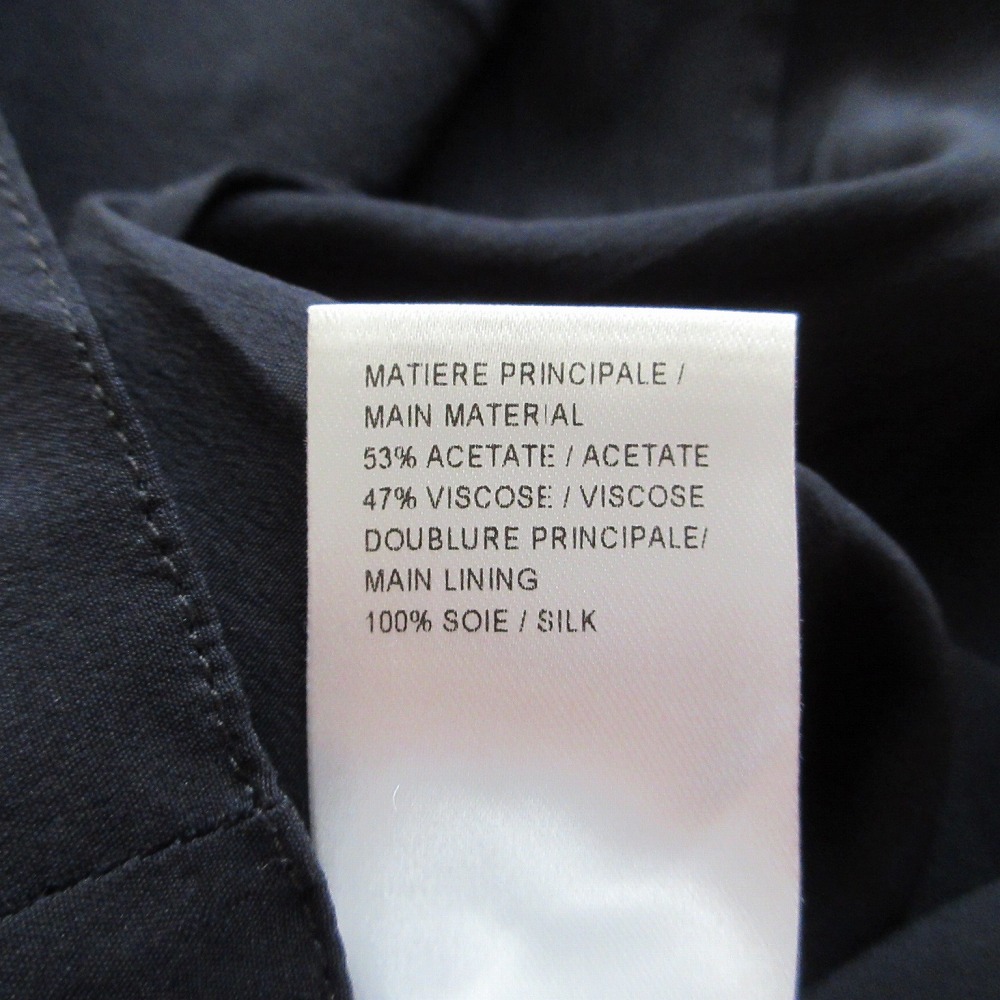 MATIERE PRINCIPALE /
MAIN MATERIAL
53% ACETATE / ACETATE
47% VISCOSE / VISCOSE
DOUBLURE PRINCIPALE/
MAIN LINING
100% SOIE / SILK